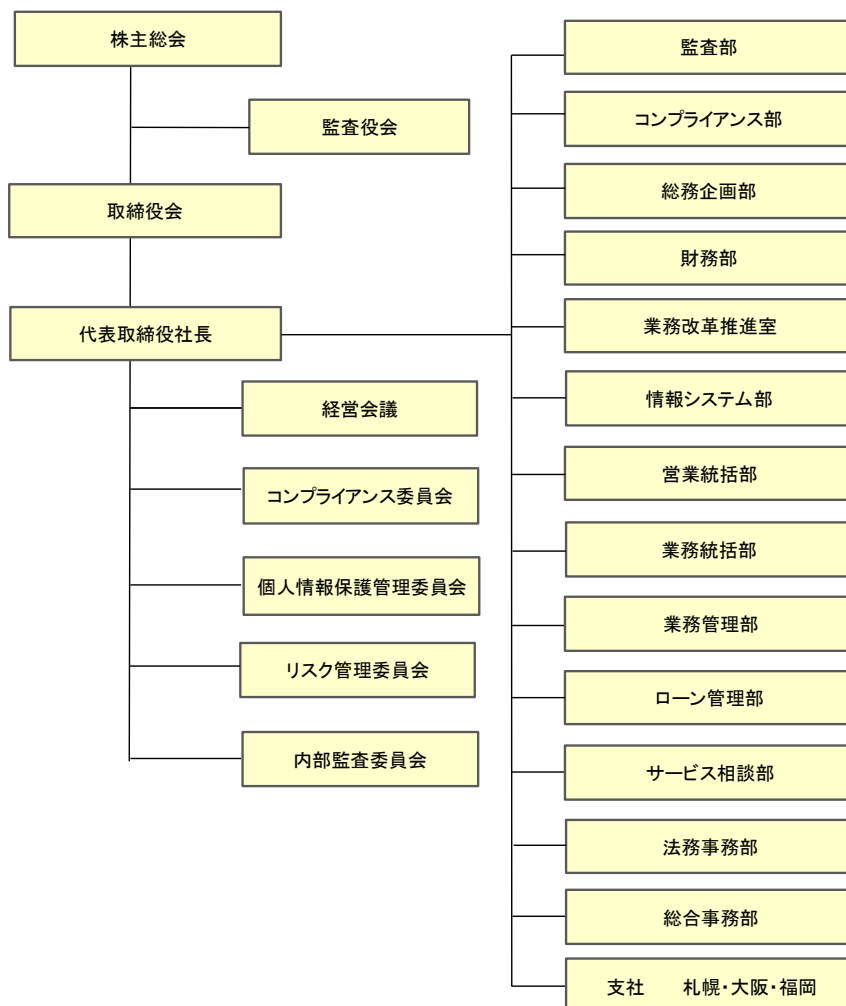 株主総会
監査役会
取締役会
代表取締役社長
経営会議
コンプライアンス委員会
個人情報保護管理委員会
リスク管理委員会
内部監査委員会
監査部
コンプライアンス部
総務企画部
財務部
業務改革推進室
情報システム部
営業統括部
業務統括部
業務管理部
ローン管理部
サービス相談部
法務事務部
総合事務部
支社　　札幌・大阪・福岡